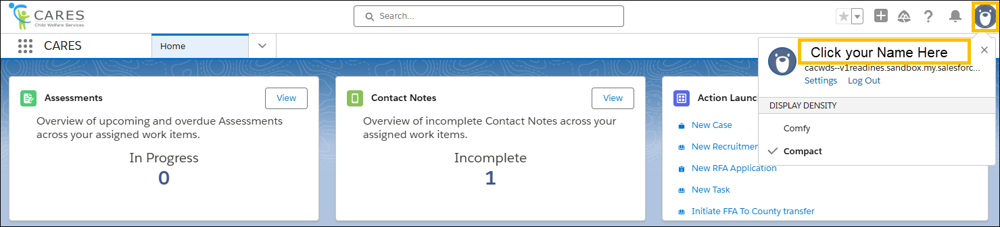 CARES
Child Welfare Services
Search...
CARES
Home
Click your Name Here
cacwds--v1readines.sandbox.my.salesforc...
Settings Log Out
DISPLAY DENSITY
Comfy
Compact
Assessments
View
Overview of upcoming and overdue Assessments
across your assigned work items.
In Progress
0
Contact Notes
View
Overview of incomplete Contact Notes across your
assigned work items.
Incomplete
1
Action Launc
New Case
New Recruitmen
New RFA Application
New Task
Initiate FFA To County transfer